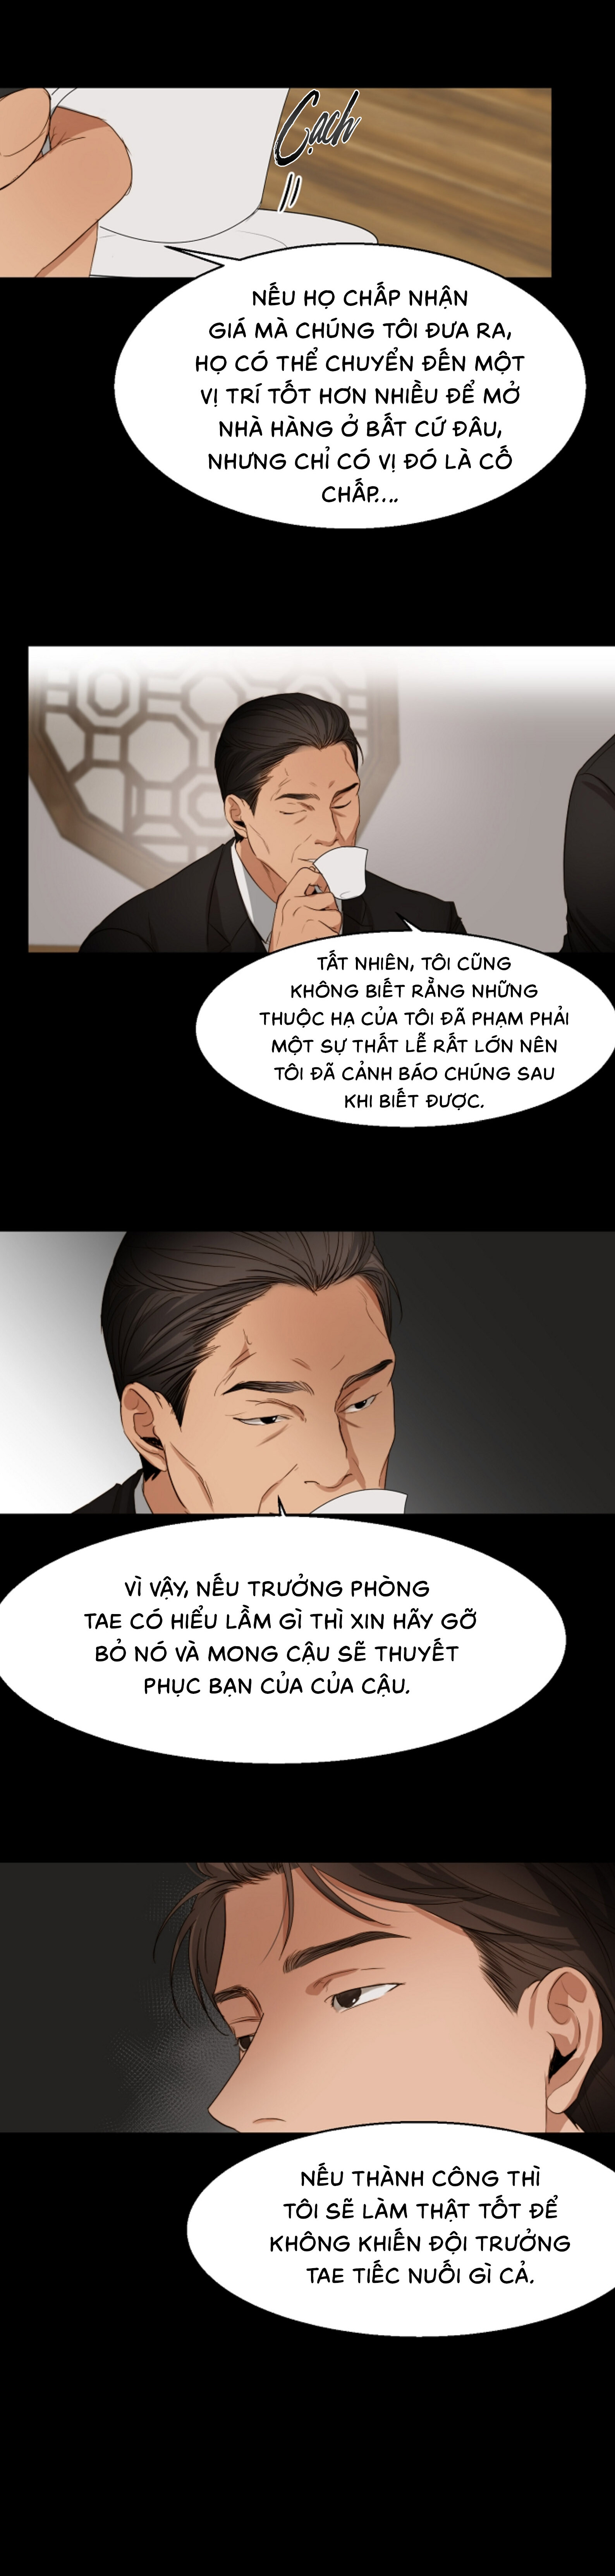 Cạch
NẾU HỌ CHẤP NHẬN
GIÁ MÀ CHÚNG TÔI ĐƯA RA,
HỌ CÓ THỂ CHUYỂN ĐẾN MỘT
VỊ TRÍ TỐT HƠN NHIỀU ĐỂ MỞ
NHÀ HÀNG Ở BẤT CỨ ĐÂU,
NHƯNG CHỈ CÓ VỊ ĐÓ LÀ CỐ
CHẤP....
TẤT NHIÊN, TÔI CŨNG
KHÔNG BIẾT RẰNG NHỮNG
THUỘC HẠ CỦA TÔI ĐÃ PHẠM PHẢI
MỘT SỰ THẤT LỄ RẤT LỚN NÊN
TÔI ĐÃ CẢNH BÁO CHÚNG SAU
KHI BIẾT ĐƯỢC.
VÌ VẬY, NẾU TRƯỞNG PHÒNG
TAE CÓ HIỂU LẦM GÌ THÌ XIN HÃY GỠ
BỎ NÓ VÀ MONG CẬU SẼ THUYẾT
PHỤC BẠN CỦA CỦA CẬU.
NẾU THÀNH CÔNG THÌ
TÔI SẼ LÀM THẬT TỐT ĐỂ
KHÔNG KHIẾN ĐỘI TRƯỞNG
TAE TIẾC NUỐI GÌ CẢ.